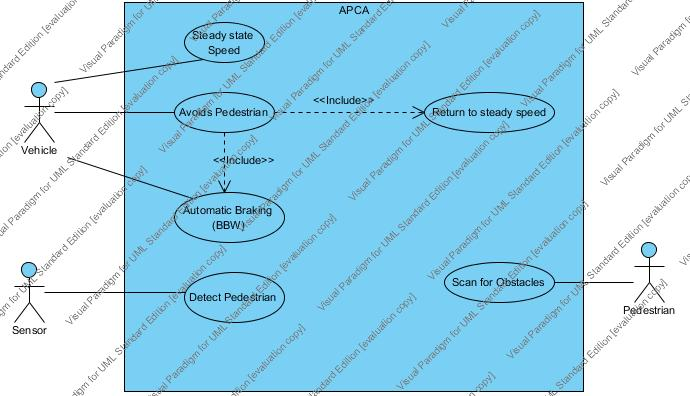 APCA
Steady state
Speed
Avoids Pedestrian
<<Include>>
Return to steady speed
Vehicle
<<Include>>
Automatic Braking
(BBW)
Scan for Obstacles
Detect Pedestrian
Sensor
Pedestrian
Visual Paradigm for UML Standard Edition [evaluation copy]